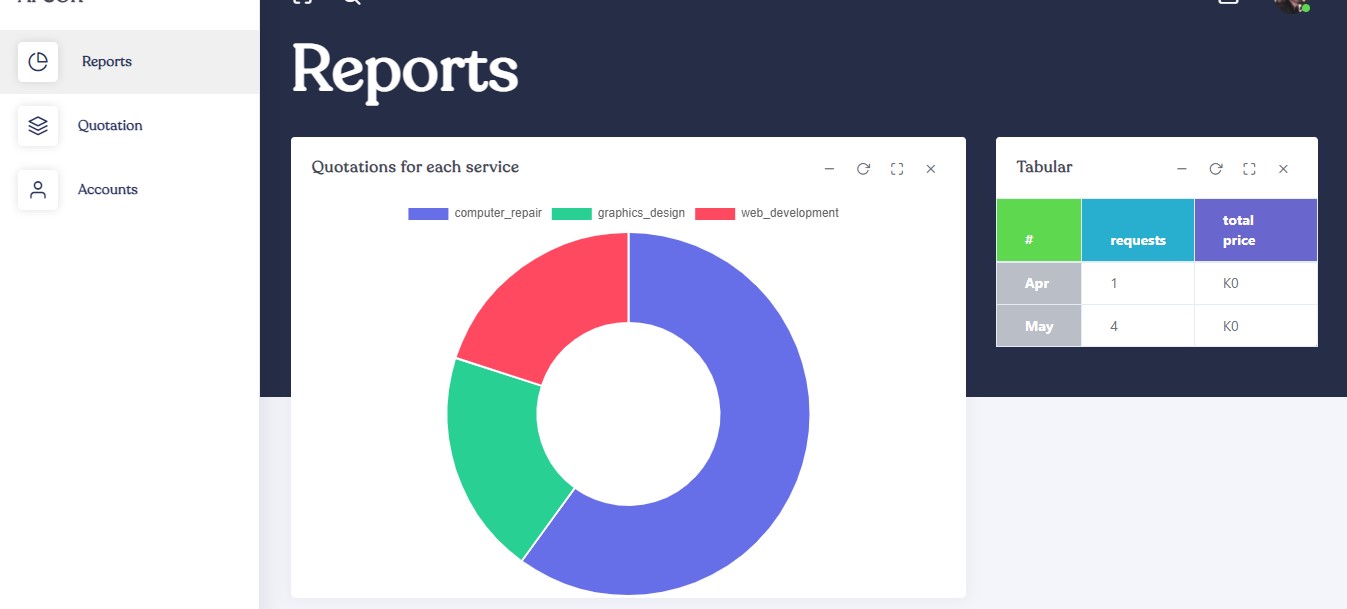 Reports
Quotation
Accounts
Reports
Quotations for each service
computer_repair graphics_design web_development
Tabular
# requests total price
Apr 1 K0
May 4 K0